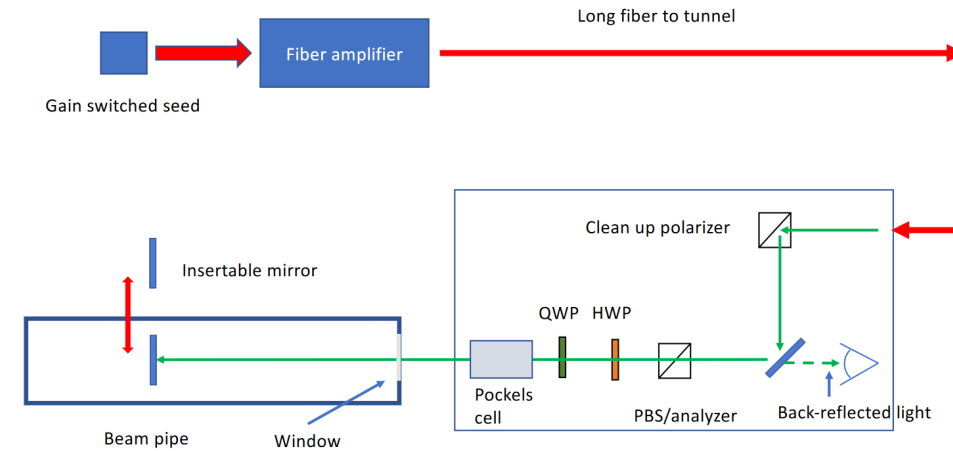 Long fiber to tunnel
Fiber amplifier
Gain switched seed
Clean up polarizer
Insertable mirror
QWP
HWP
Pockels
cell
PBS/analyzer
Back-reflected light
Beam pipe
Window